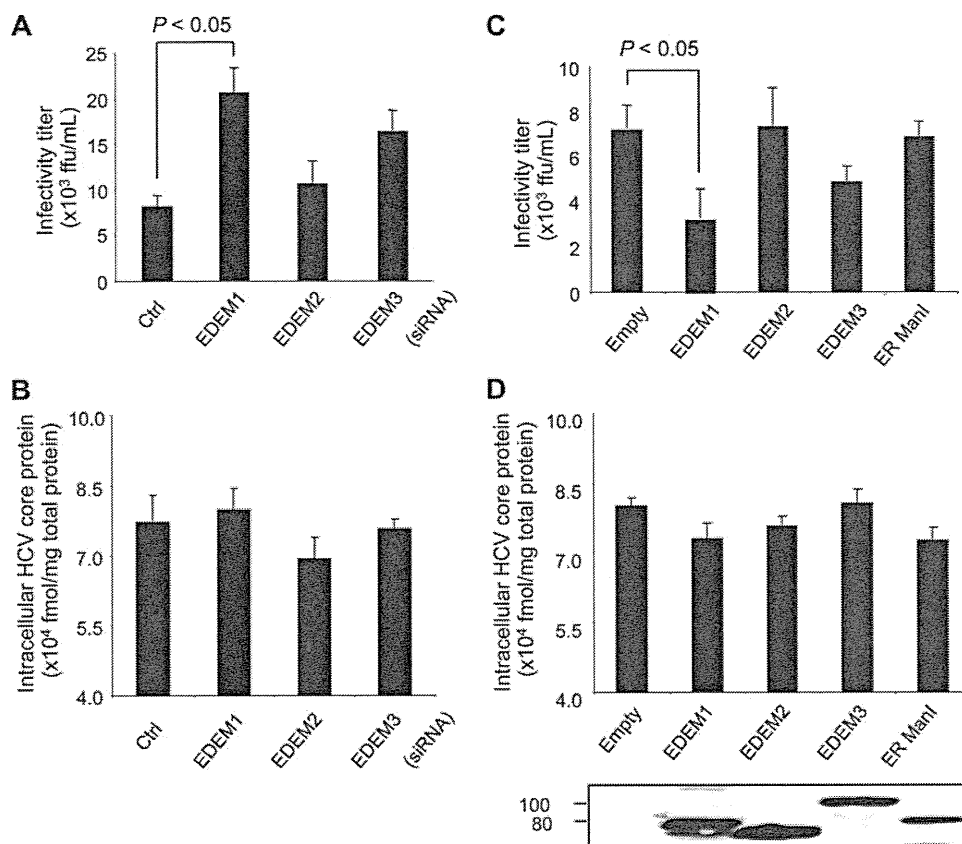 A
P < 0.05
Infectivity titer
(x10³ ffu/mL)
25
20
15
10
5
0
Ctrl
EDEM1
EDEM2
EDEM3
(siRNA)
C
P < 0.05
Infectivity titer
(x10³ ffu/mL)
10
8
6
4
2
0
Empty
EDEM1
EDEM2
EDEM3
ER ManI
B
Intracellular HCV core protein
(x10⁴ fmol/mg total protein)
10.0
8.5
7.0
5.5
4.0
Ctrl
EDEM1
EDEM2
EDEM3
(siRNA)
D
Intracellular HCV core protein
(x10⁴ fmol/mg total protein)
10.0
8.5
7.0
5.5
4.0
Empty
EDEM1
EDEM2
EDEM3
ER ManI
100
80